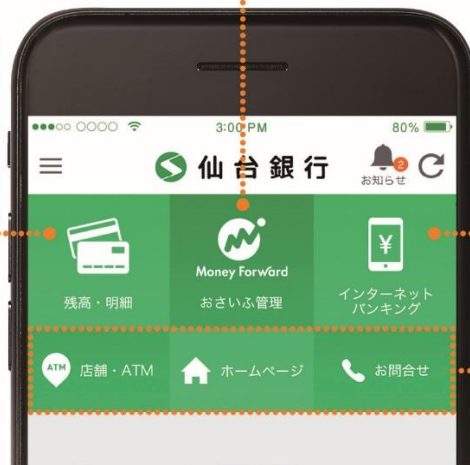 ●●●○○ ○○○○ 3:00 PM 80%
仙台銀行
2
お知らせ
¥
Money Forward
残高・明細
おさいふ管理
インターネット
バンキング
ATM 店舗・ATM
ホームページ
お問合せ